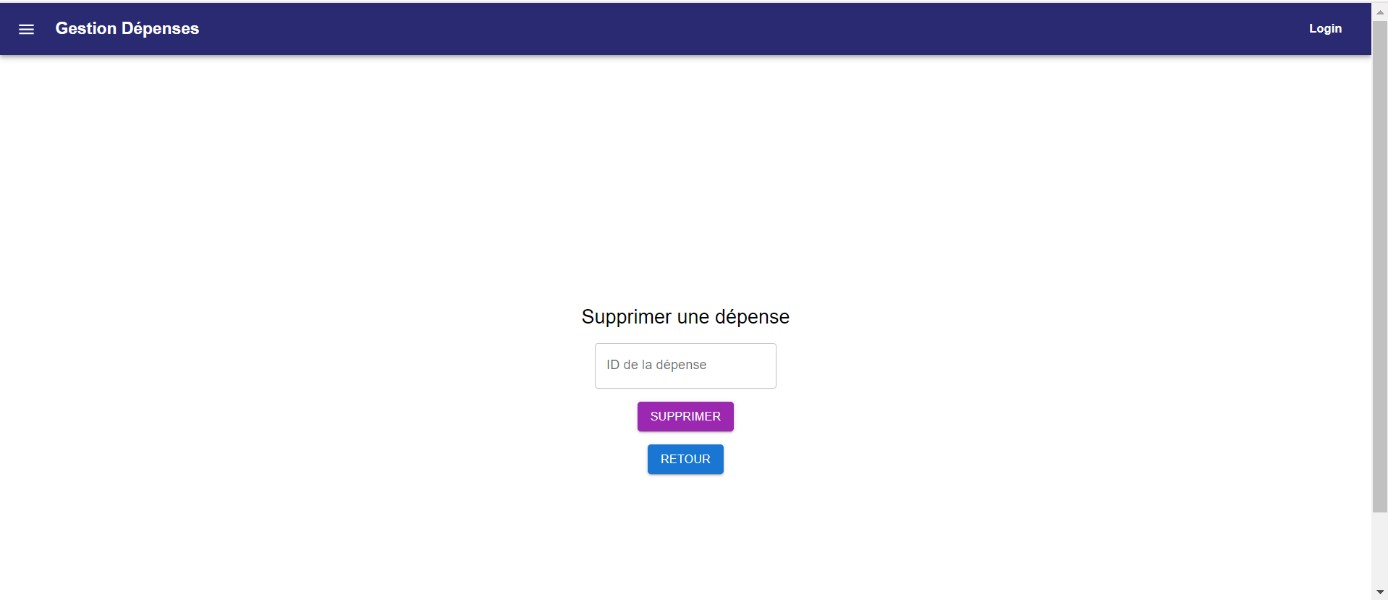 Gestion Dépenses
Login
Supprimer une dépense
ID de la dépense
SUPPRIMER
RETOUR